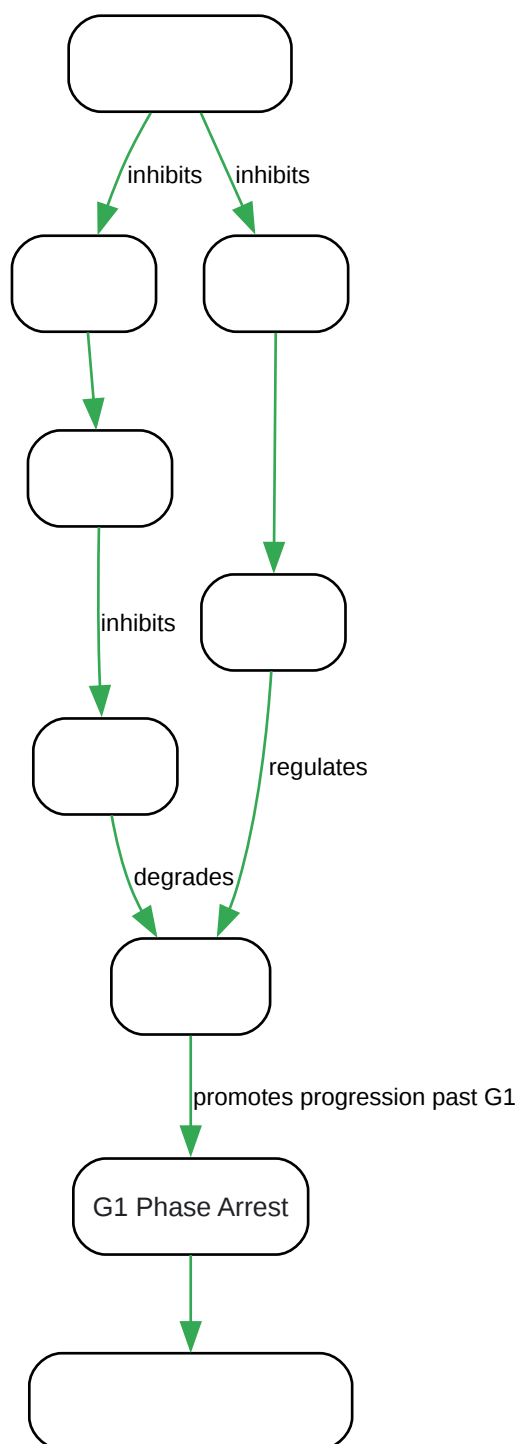 inhibits
inhibits
inhibits
regulates
degrades
promotes progression past G1
G1 Phase Arrest